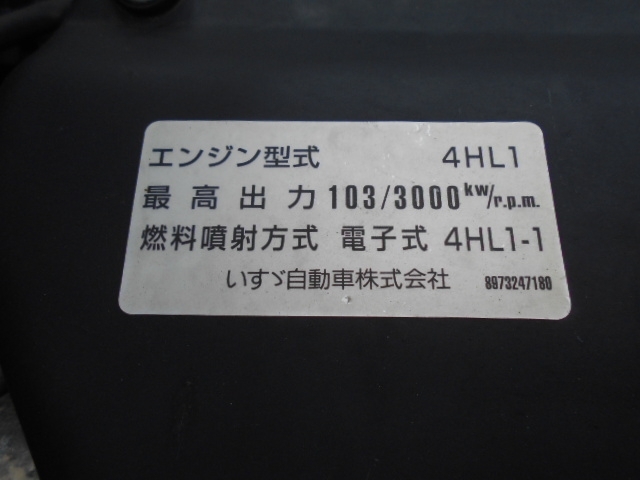 エンジン型式 4HL1
最高出力 103/3000kw/r.p.m.
燃料噴射方式 電子式 4HL1-1
いすゞ自動車株式会社 8973247180